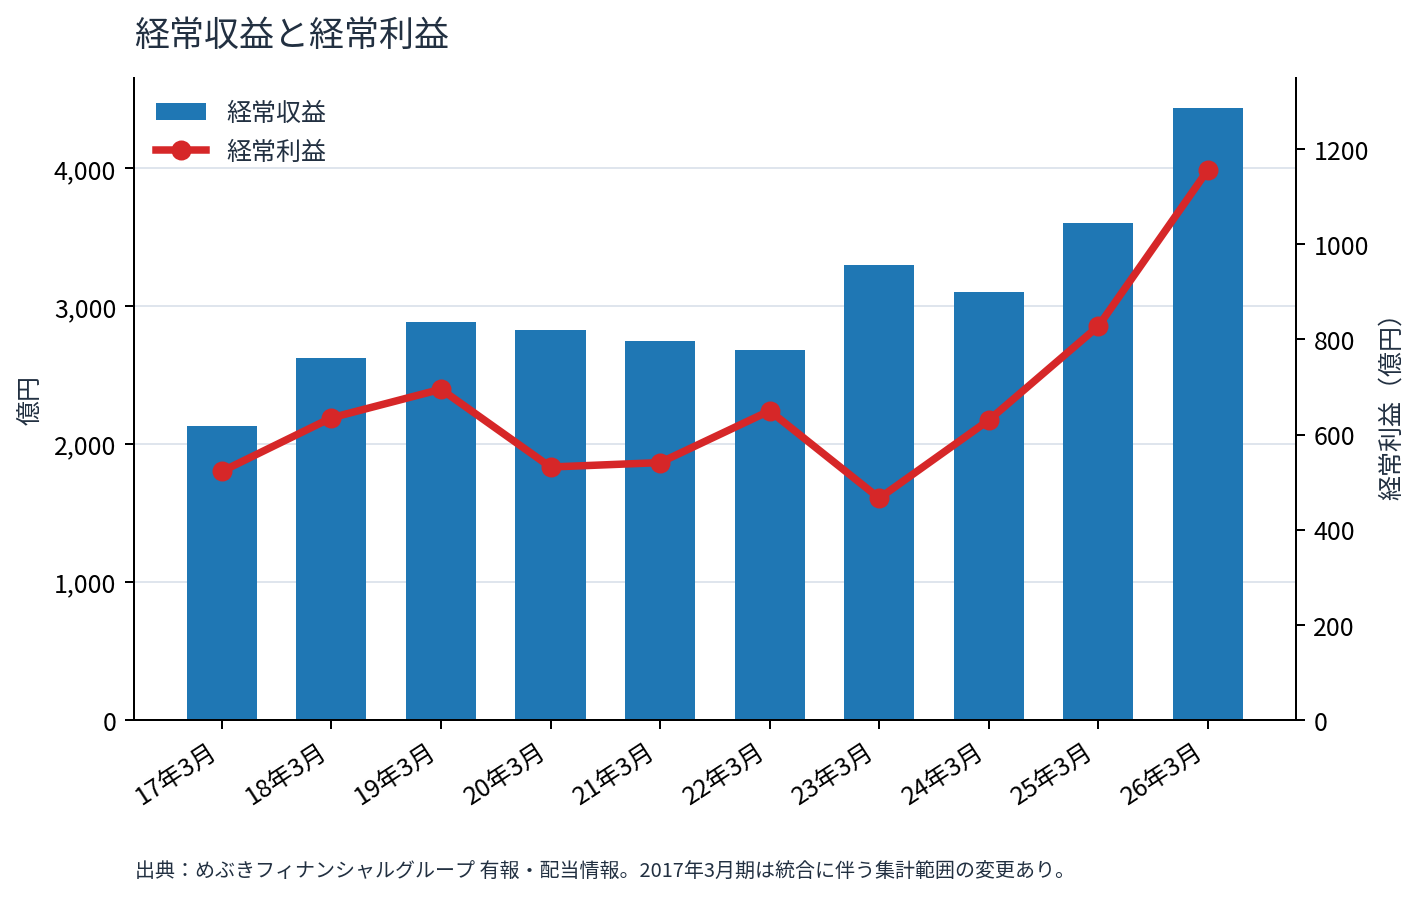 経常収益と経常利益
経常収益
経常利益
億円
4,000
3,000
2,000
1,000
0
1200
1000
800
600
400
200
0
経常利益（億円）
17年3月
18年3月
19年3月
20年3月
21年3月
22年3月
23年3月
24年3月
25年3月
26年3月
出典：めぶきフィナンシャルグループ 有報・配当情報。2017年3月期は統合に伴う集計範囲の変更あり。